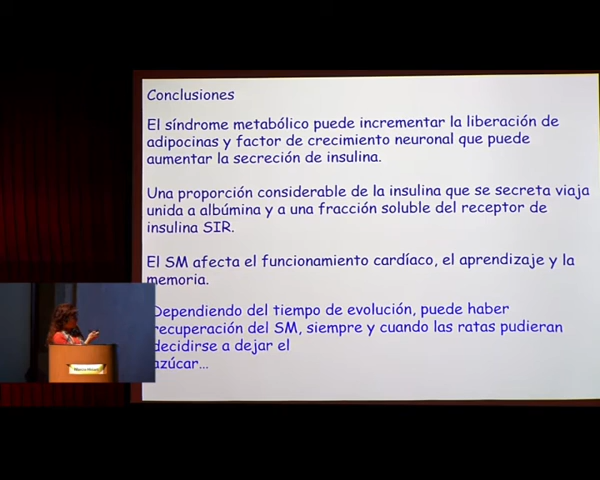 Conclusiones
El síndrome metabólico puede incrementar la liberación de
adipocinas y factor de crecimiento neuronal que puede
aumentar la secreción de insulina.
Una proporción considerable de la insulina que se secreta viaja
unida a albúmina y a una fracción soluble del receptor de
insulina SIR.
El SM afecta el funcionamiento cardíaco, el aprendizaje y la
memoria.
Dependiendo del tiempo de evolución, puede haber
recuperación del SM, siempre y cuando las ratas pudieran
decidirse a dejar el
azúcar...